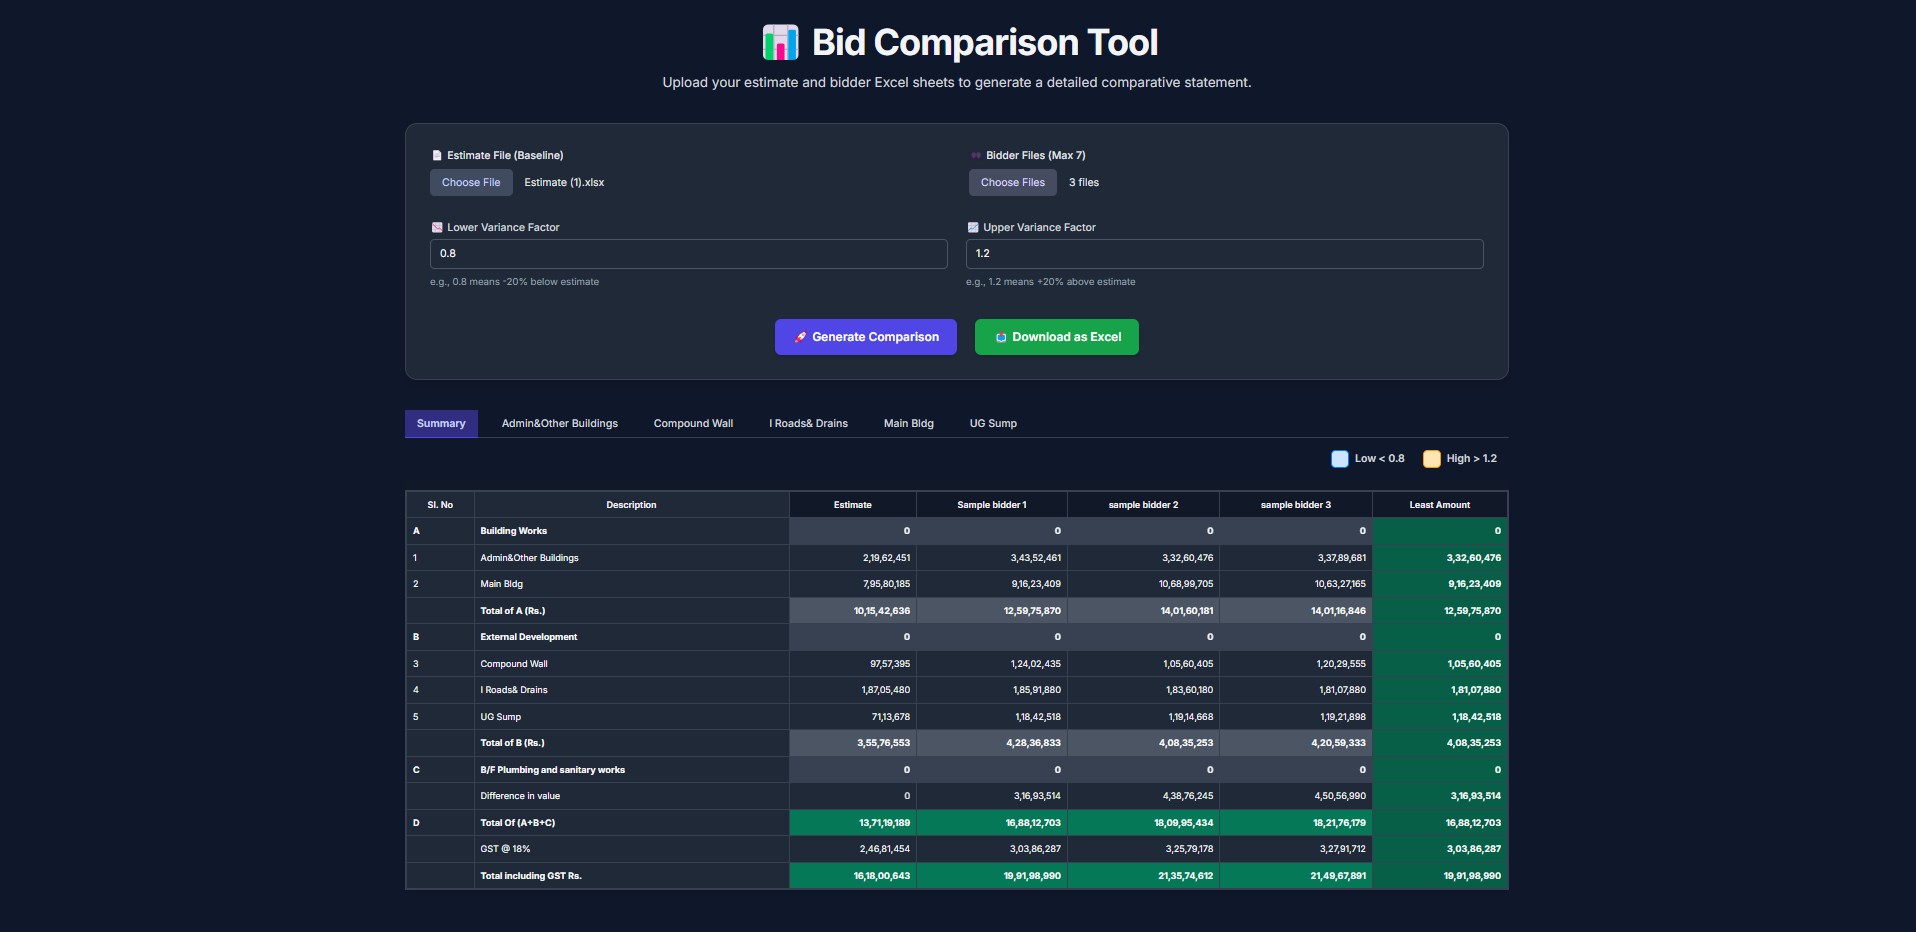 Bid Comparison Tool
Upload your estimate and bidder Excel sheets to generate a detailed comparative statement.
Estimate File (Baseline) Bidder Files (Max 7)
Choose File Estimate (1).xlsx Choose Files 3 files
Lower Variance Factor Upper Variance Factor
0.8 1.2
e.g., 0.8 means -20% below estimate e.g., 1.2 means +20% above estimate
Generate Comparison Download as Excel
Summary Admin&Other Buildings Compound Wall I Roads& Drains Main Bldg UG Sump
Low < 0.8 High > 1.2
Sl. No Description Estimate Sample bidder 1 sample bidder 2 sample bidder 3 Least Amount
A Building Works 0 0 0 0 0
1 Admin&Other Buildings 2,19,62,451 3,43,52,461 3,32,60,476 3,37,89,681 3,32,60,476
2 Main Bldg 7,95,80,185 9,16,23,409 10,68,99,705 10,63,27,165 9,16,23,409
Total of A (Rs.) 10,15,42,636 12,59,75,870 14,01,60,181 14,01,16,846 12,59,75,870
B External Development 0 0 0 0 0
3 Compound Wall 97,57,395 1,24,02,435 1,05,60,405 1,20,29,555 1,05,60,405
4 I Roads& Drains 1,87,05,480 1,85,91,880 1,83,60,180 1,81,07,880 1,81,07,880
5 UG Sump 71,13,678 1,18,42,518 1,19,14,668 1,19,21,898 1,18,42,518
Total of B (Rs.) 3,55,76,553 4,28,36,833 4,08,35,253 4,20,59,333 4,08,35,253
C B/F Plumbing and sanitary works 0 0 0 0 0
Difference in value 0 3,16,93,514 4,38,76,245 4,50,56,990 3,16,93,514
D Total Of (A+B+C) 13,71,19,189 16,88,12,703 18,09,95,434 18,21,76,179 16,88,12,703
GST @ 18% 2,46,81,454 3,03,86,287 3,25,79,178 3,27,91,712 3,03,86,287
Total including GST Rs. 16,18,00,643 19,91,98,990 21,35,74,612 21,49,67,891 19,91,98,990